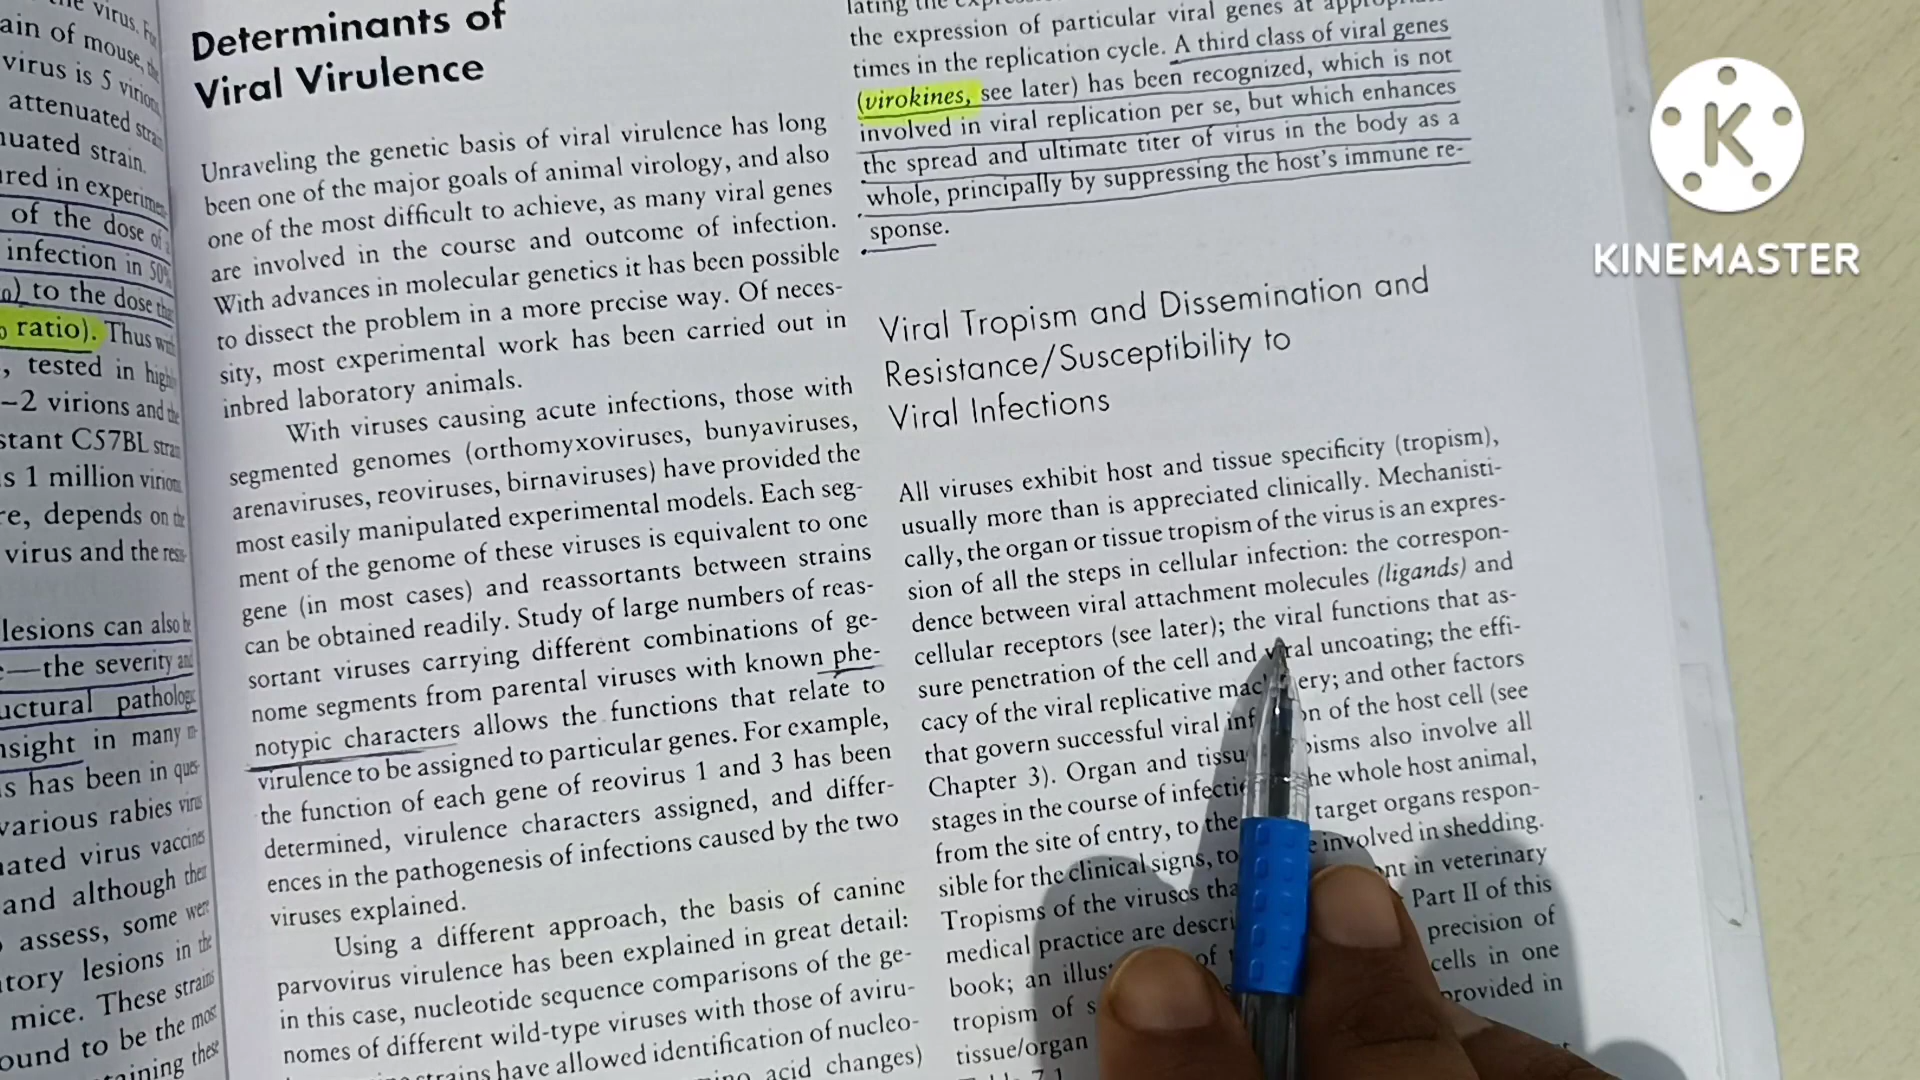 the virus. For
ain of mouse, the
virus is 5 virions
attenuated strain
nuated strain.
red in experimen-
of the dose of a
infection in 50%
) to the dose that
ratio). Thus with
, tested in highly
–2 virions and the
stant C57BL strain
s 1 million virions
re, depends on the
virus and the resis-
lesions can also be
—the severity and
uctural pathologic
nsight in many
s has been in ques-
various rabies virus
nated virus vaccines
and although their
assess, some were
tory lesions in the
mice. These strains
ound to be the most
taining these
Determinants of
Viral Virulence
Unraveling the genetic basis of viral virulence has long
been one of the major goals of animal virology, and also
one of the most difficult to achieve, as many viral genes
are involved in the course and outcome of infection.
With advances in molecular genetics it has been possible
to dissect the problem in a more precise way. Of neces-
sity, most experimental work has been carried out in
inbred laboratory animals.
With viruses causing acute infections, those with
segmented genomes (orthomyxoviruses, bunyaviruses,
arenaviruses, reoviruses, birnaviruses) have provided the
most easily manipulated experimental models. Each seg-
ment of the genome of these viruses is equivalent to one
gene (in most cases) and reassortants between strains
can be obtained readily. Study of large numbers of reas-
sortant viruses carrying different combinations of ge-
nome segments from parental viruses with known phe-
notypic characters allows the functions that relate to
virulence to be assigned to particular genes. For example,
the function of each gene of reovirus 1 and 3 has been
determined, virulence characters assigned, and differ-
ences in the pathogenesis of infections caused by the two
viruses explained.
Using a different approach, the basis of canine
parvovirus virulence has been explained in great detail:
in this case, nucleotide sequence comparisons of the ge-
nomes of different wild-type viruses with those of aviru-
strains have allowed identification of nucleo-
acid changes)
lating the
the expression of particular viral genes at
times in the replication cycle. A third class of viral genes
(virokines, see later) has been recognized, which is not
involved in viral replication per se, but which enhances
the spread and ultimate titer of virus in the body as a
whole, principally by suppressing the host's immune re-
sponse.
Viral Tropism and Dissemination and
Resistance/Susceptibility to
Viral Infections
All viruses exhibit host and tissue specificity (tropism),
usually more than is appreciated clinically. Mechanisti-
cally, the organ or tissue tropism of the virus is an expres-
sion of all the steps in cellular infection: the correspon-
dence between viral attachment molecules (ligands) and
cellular receptors (see later); the viral functions that as-
sure penetration of the cell and viral uncoating; the effi-
cacy of the viral replicative mac ery; and other factors
that govern successful viral inf n of the host cell (see
Chapter 3). Organ and tissue pisms also involve all
stages in the course of infecti he whole host animal,
from the site of entry, to the target organs respon-
sible for the clinical signs, to involved in shedding.
Tropisms of the viruses tha nt in veterinary
medical practice are descri Part II of this
book; an illus of precision of
tropism of s cells in one
tissue/organ provided in
7.1
K
KINEMASTER